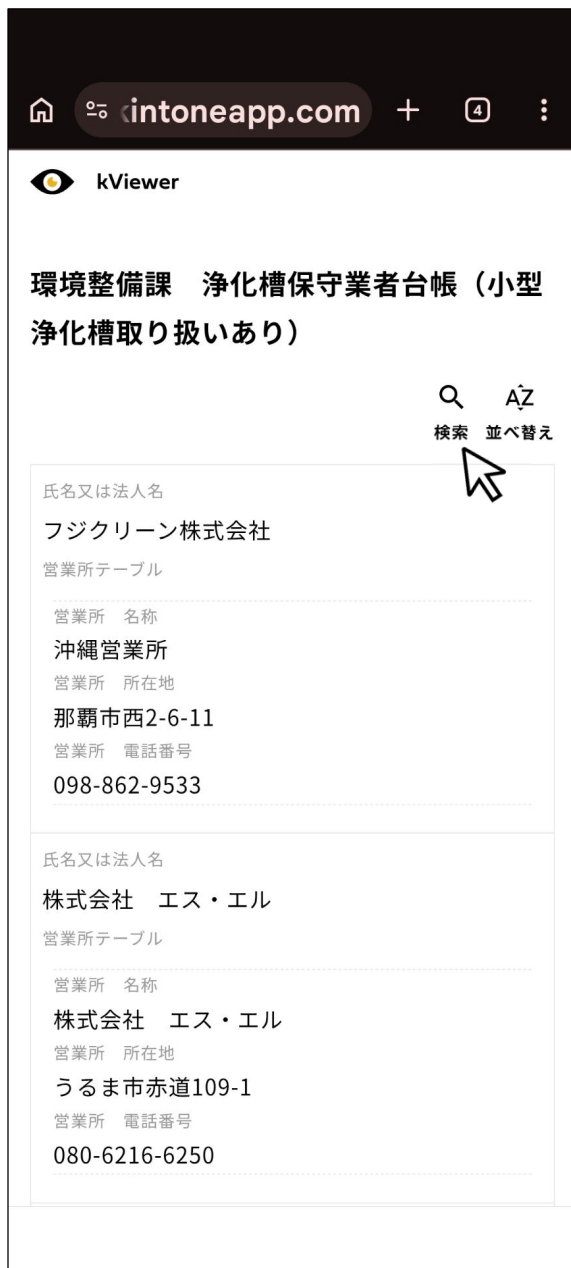 intoneapp.com
4
kViewer
環境整備課　浄化槽保守業者台帳（小型
浄化槽取り扱いあり）
AZ
検索 並べ替え
氏名又は法人名
フジクリーン株式会社
営業所テーブル
営業所　名称
沖縄営業所
営業所　所在地
那覇市西2-6-11
営業所　電話番号
098-862-9533
氏名又は法人名
株式会社　エス・エル
営業所テーブル
営業所　名称
株式会社　エス・エル
営業所　所在地
うるま市赤道109-1
営業所　電話番号
080-6216-6250